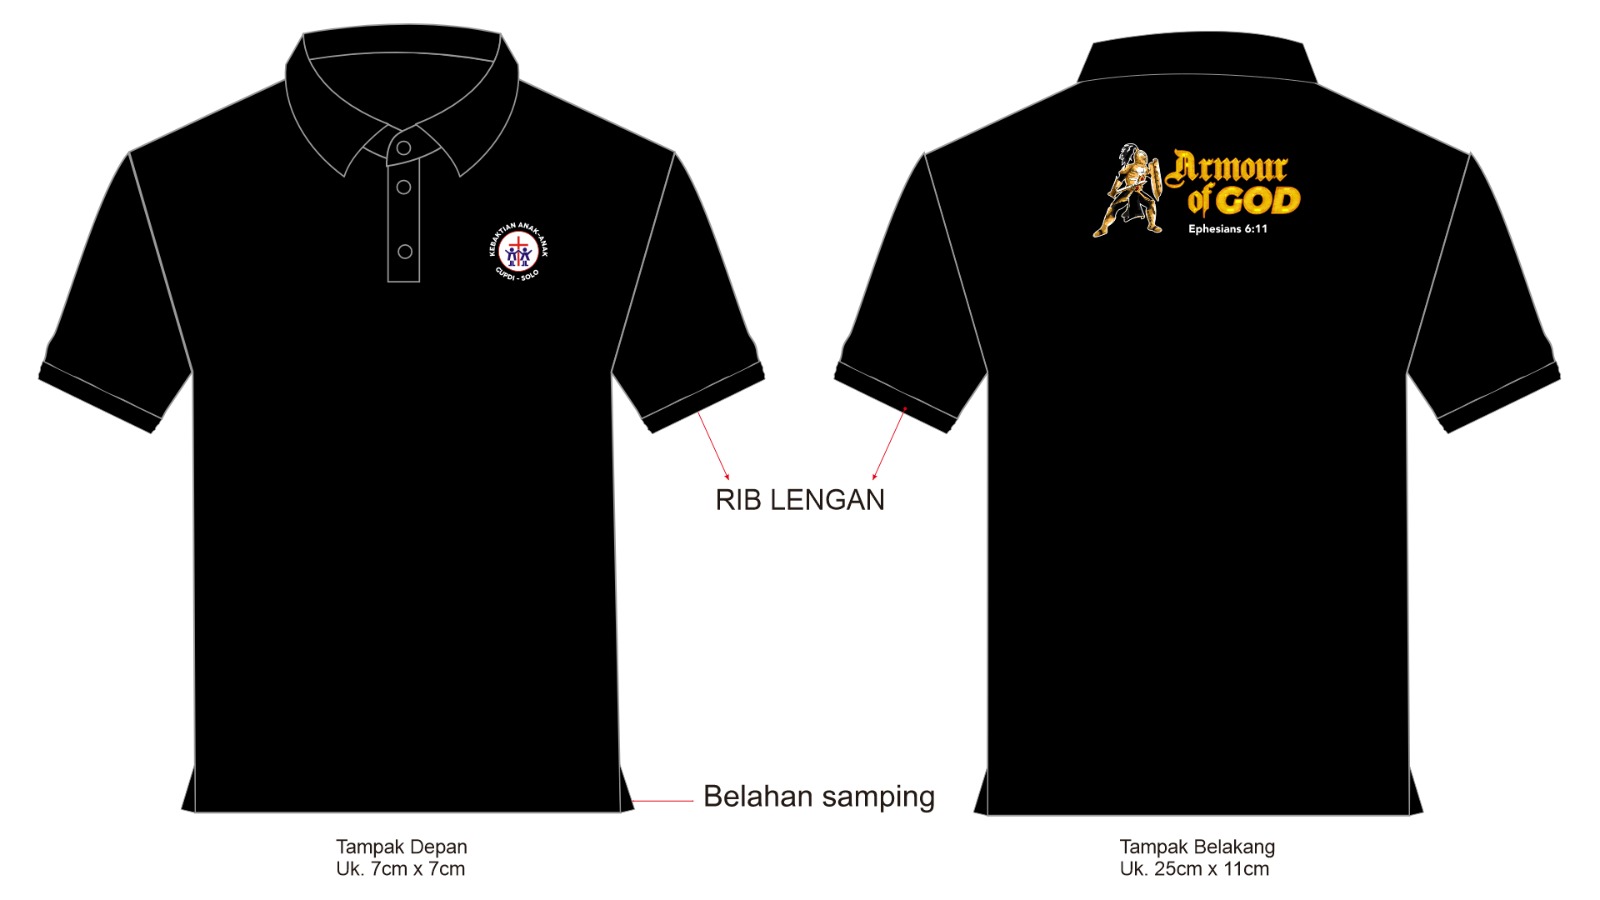 KEBAKTIAN ANAK-ANAK
GUPDI - SOLO
Armour
of GOD
Ephesians 6:11
RIB LENGAN
Belahan samping
Tampak Depan
Uk. 7cm x 7cm
Tampak Belakang
Uk. 25cm x 11cm